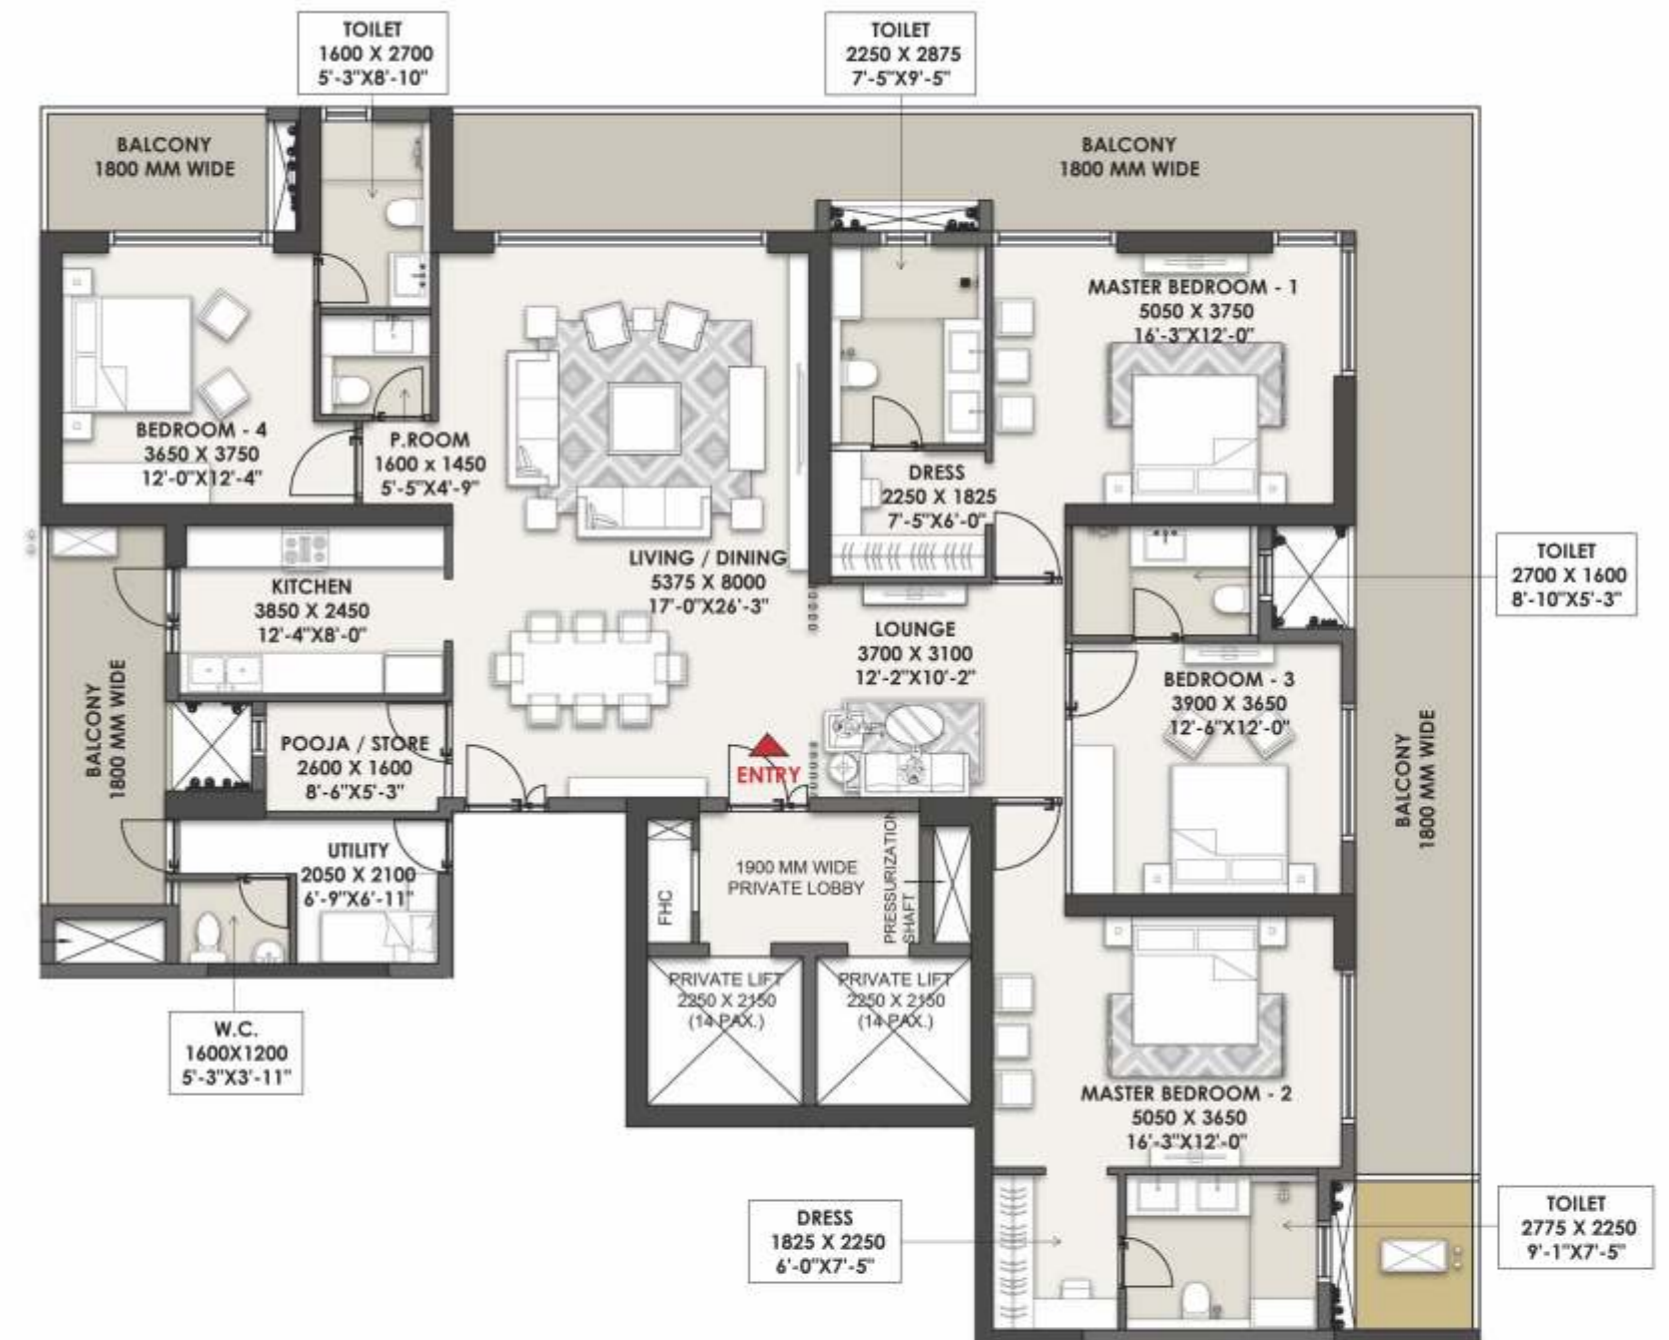 TOILET
1600 X 2700
5'-3"X8'-10"
TOILET
2250 X 2875
7'-5"X9'-5"
BALCONY
1800 MM WIDE
BALCONY
1800 MM WIDE
MASTER BEDROOM - 1
5050 X 3750
16'-3"X12'-0"
BEDROOM - 4
3650 X 3750
12'-0"X12'-4"
P.ROOM
1600 x 1450
5'-5"X4'-9"
DRESS
2250 X 1825
7'-5"X6'-0"
LIVING / DINING
5375 X 8000
17'-0"X26'-3"
TOILET
2700 X 1600
8'-10"X5'-3"
KITCHEN
3850 X 2450
12'-4"X8'-0"
LOUNGE
3700 X 3100
12'-2"X10'-2"
BEDROOM - 3
3900 X 3650
12'-6"X12'-0"
BALCONY
1800 MM WIDE
POOJA / STORE
2600 X 1600
8'-6"X5'-3"
ENTRY
BALCONY
1800 MM WIDE
UTILITY
2050 X 2100
6'-9"X6'-11"
FHC
1900 MM WIDE
PRIVATE LOBBY
PRESSURIZATION
SHAFT
PRIVATE LIFT
2250 X 2150
(14 PAX.)
PRIVATE LIFT
2250 X 2150
(14 PAX.)
W.C.
1600X1200
5'-3"X3'-11"
MASTER BEDROOM - 2
5050 X 3650
16'-3"X12'-0"
DRESS
1825 X 2250
6'-0"X7'-5"
TOILET
2775 X 2250
9'-1"X7'-5"